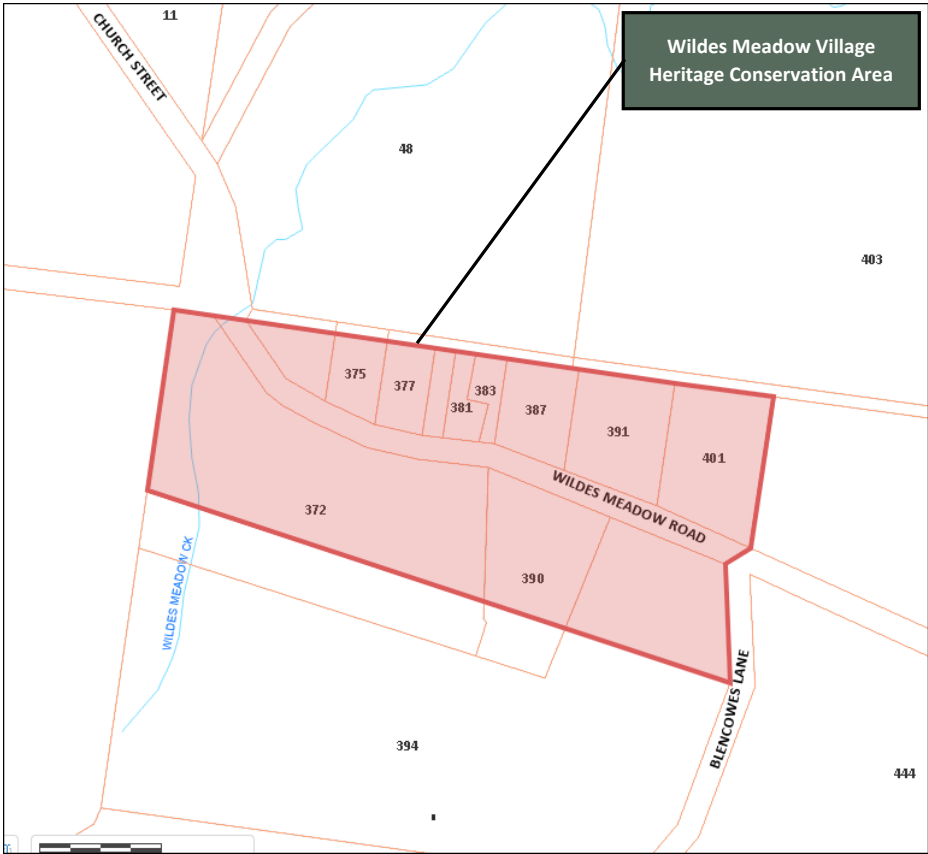 11
CHURCH STREET
Wildes Meadow Village
Heritage Conservation Area
48
403
375
377
381
383
387
391
401
WILDES MEADOW ROAD
372
390
WILDES MEADOW CK
BLENCOWES LANE
394
444